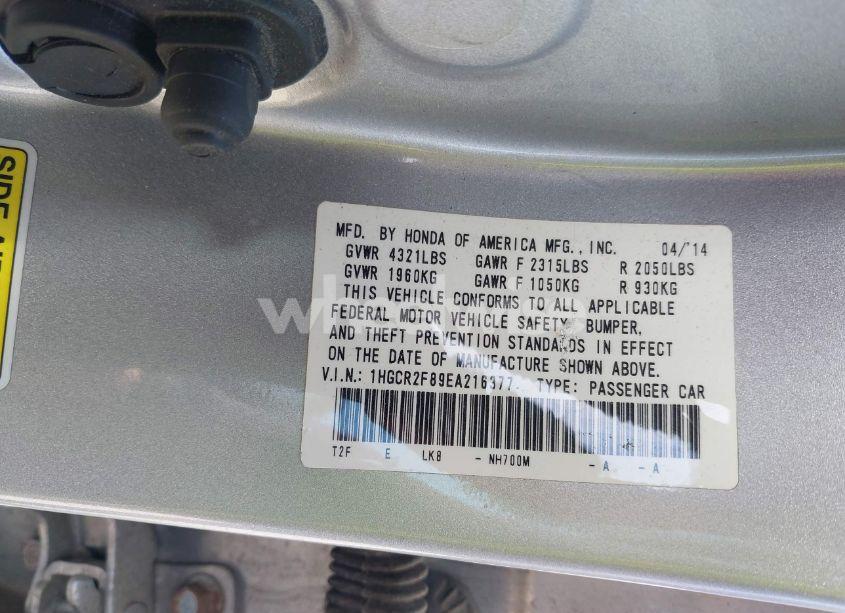 MFD. BY HONDA OF AMERICA MFG., INC. 04/14
GVWR 4321LBS GAWR F 2315LBS R 2050LBS
GVWR 1960KG GAWR F 1050KG R 930KG
THIS VEHICLE CONFORMS TO ALL APPLICABLE
FEDERAL MOTOR VEHICLE SAFETY, BUMPER,
AND THEFT PREVENTION STANDARDS IN EFFECT
ON THE DATE OF MANUFACTURE SHOWN ABOVE.
V.I.N.: 1HGCR2F89EA216377 TYPE: PASSENGER CAR
T2F E LK8 - NH700M - A - A
SIDE